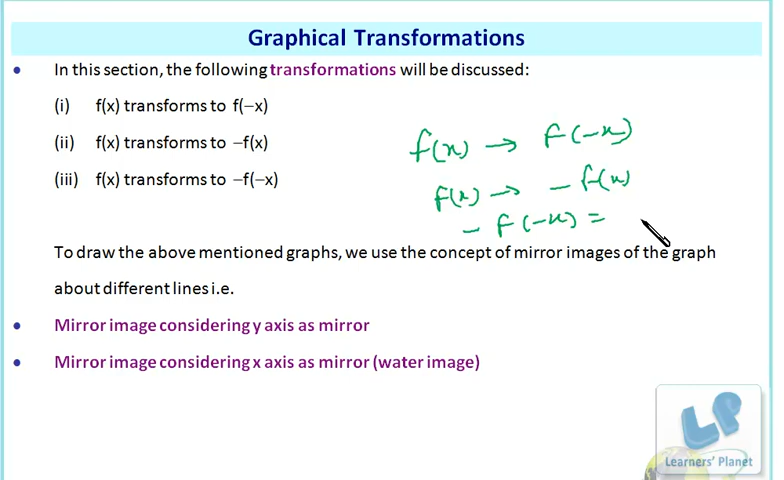 Graphical Transformations
• In this section, the following transformations will be discussed:
(i) f(x) transforms to f(−x)
(ii) f(x) transforms to −f(x)
(iii) f(x) transforms to −f(−x)
f(x) → f(-x)
f(x) → - f(x)
- f(-x) =
To draw the above mentioned graphs, we use the concept of mirror images of the graph
about different lines i.e.
• Mirror image considering y axis as mirror
• Mirror image considering x axis as mirror (water image)
LP
Learners' Planet